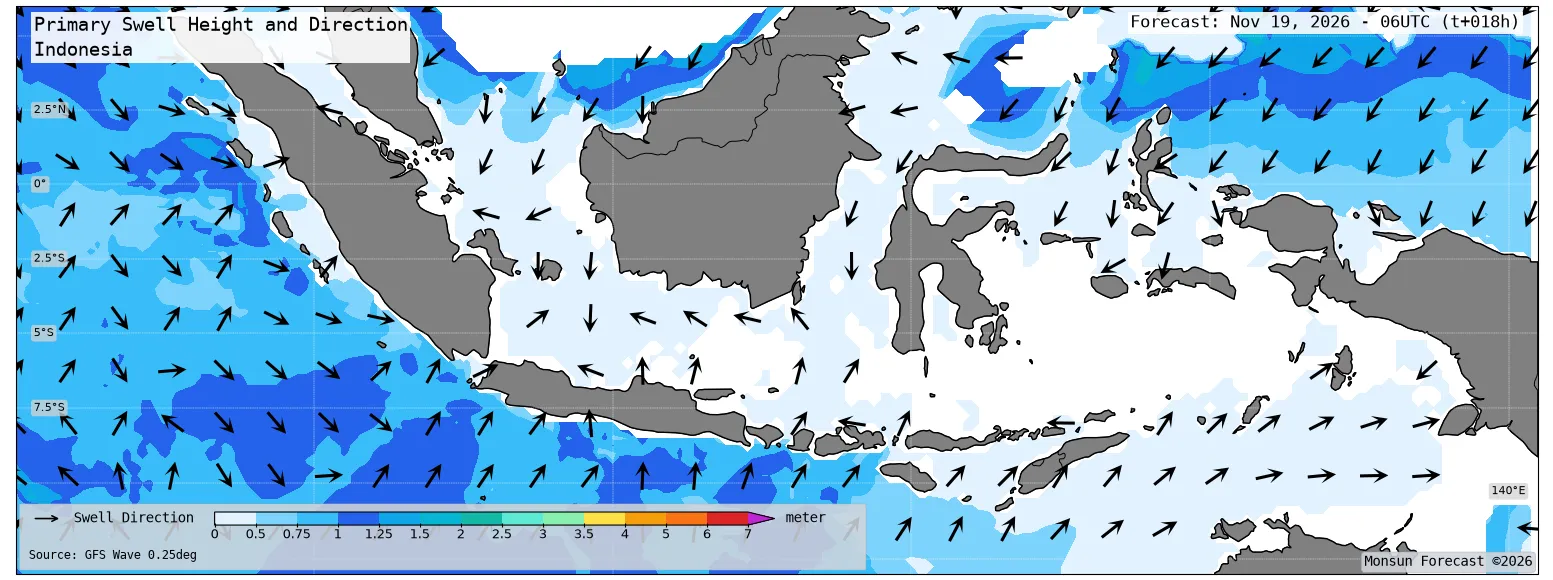 Primary Swell Height and Direction
Indonesia
Forecast: Nov 19, 2026 - 06UTC (t+018h)
2.5°N
0°
2.5°S
5°S
7.5°S
140°E
Swell Direction
meter
0 0.5 0.75 1 1.25 1.5 2 2.5 3 3.5 4 5 6 7
Source: GFS Wave 0.25deg
Monsun Forecast ©2026